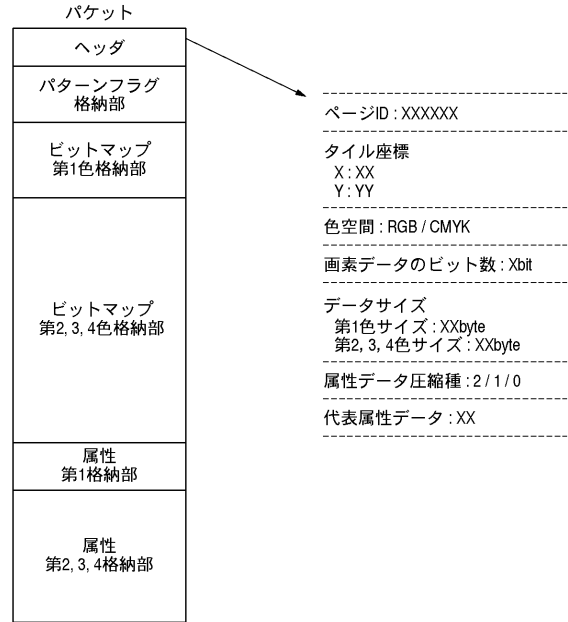 パケット
ヘッダ
パターンフラグ
格納部
ビットマップ
第1色格納部
ビットマップ
第2, 3, 4色格納部
属性
第1格納部
属性
第2, 3, 4格納部
ページID : XXXXXX
タイル座標
X : XX
Y : YY
色空間 : RGB / CMYK
画素データのビット数 : Xbit
データサイズ
第1色サイズ : XXbyte
第2, 3, 4色サイズ : XXbyte
属性データ圧縮種 : 2 / 1 / 0
代表属性データ : XX